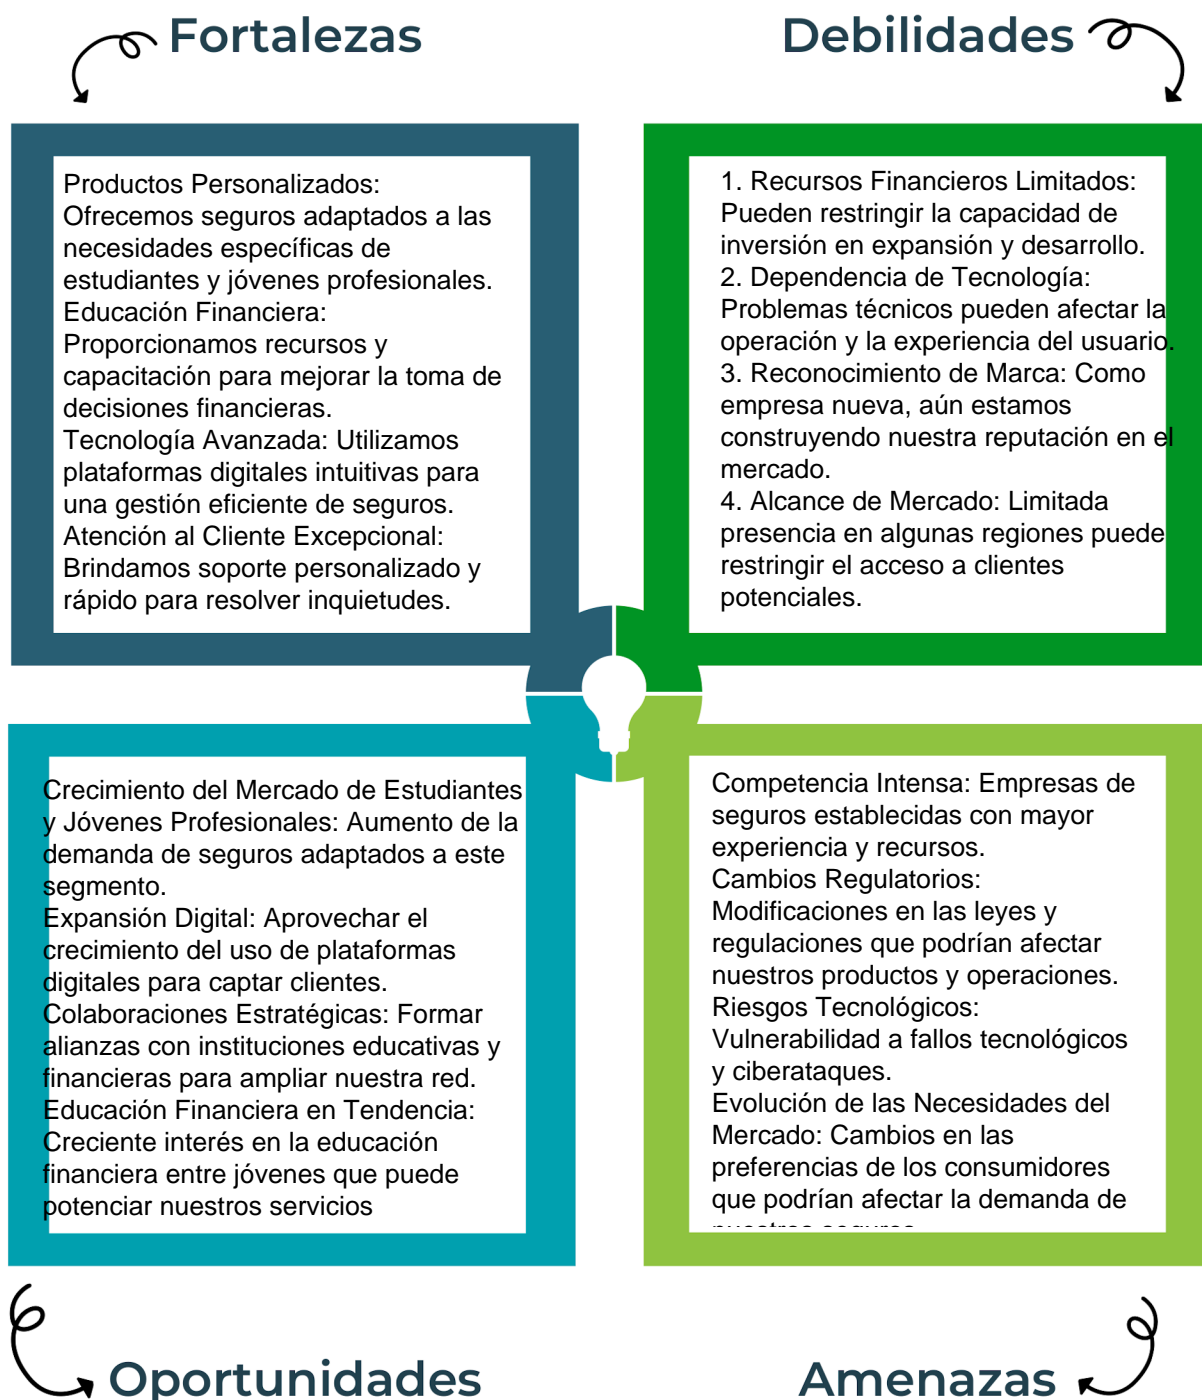 Fortalezas
Productos Personalizados:
Ofrecemos seguros adaptados a las
necesidades específicas de
estudiantes y jóvenes profesionales.
Educación Financiera:
Proporcionamos recursos y
capacitación para mejorar la toma de
decisiones financieras.
Tecnología Avanzada: Utilizamos
plataformas digitales intuitivas para
una gestión eficiente de seguros.
Atención al Cliente Excepcional:
Brindamos soporte personalizado y
rápido para resolver inquietudes.
Debilidades
1. Recursos Financieros Limitados:
Pueden restringir la capacidad de
inversión en expansión y desarrollo.
2. Dependencia de Tecnología:
Problemas técnicos pueden afectar la
operación y la experiencia del usuario.
3. Reconocimiento de Marca: Como
empresa nueva, aún estamos
construyendo nuestra reputación en el
mercado.
4. Alcance de Mercado: Limitada
presencia en algunas regiones puede
restringir el acceso a clientes
potenciales.
Crecimiento del Mercado de Estudiantes
y Jóvenes Profesionales: Aumento de la
demanda de seguros adaptados a este
segmento.
Expansión Digital: Aprovechar el
crecimiento del uso de plataformas
digitales para captar clientes.
Colaboraciones Estratégicas: Formar
alianzas con instituciones educativas y
financieras para ampliar nuestra red.
Educación Financiera en Tendencia:
Creciente interés en la educación
financiera entre jóvenes que puede
potenciar nuestros servicios
Oportunidades
Competencia Intensa: Empresas de
seguros establecidas con mayor
experiencia y recursos.
Cambios Regulatorios:
Modificaciones en las leyes y
regulaciones que podrían afectar
nuestros productos y operaciones.
Riesgos Tecnológicos:
Vulnerabilidad a fallos tecnológicos
y ciberataques.
Evolución de las Necesidades del
Mercado: Cambios en las
preferencias de los consumidores
que podrían afectar la demanda de
Amenazas